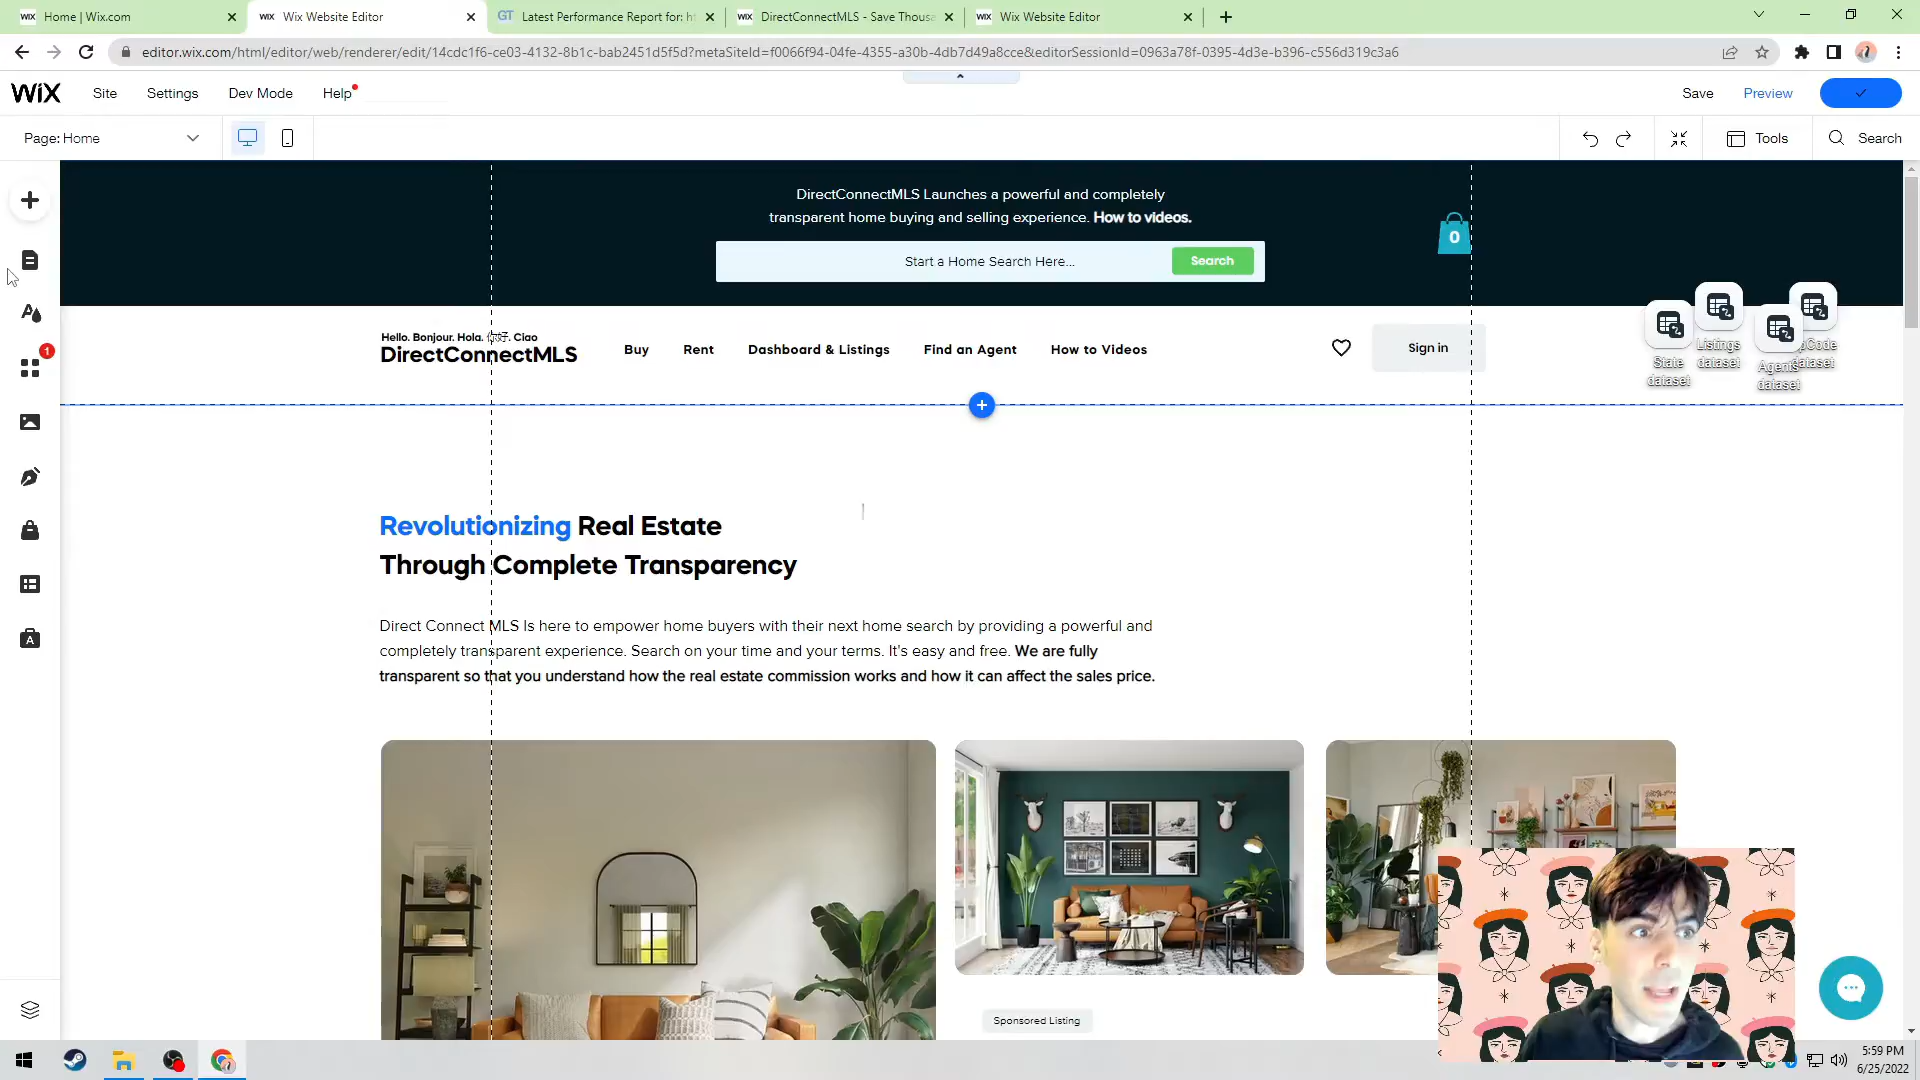 Home | Wix.com
Wix Website Editor
Latest Performance Report for: ht
DirectConnectMLS - Save Thousa
Wix Website Editor
editor.wix.com/html/editor/web/renderer/edit/14cdc1f6-ce03-4132-8b1c-bab2451d5f5d?metaSiteId=f0066f94-04fe-4355-a30b-4db7d49a8cce&editorSessionId=0963a78f-0395-4d3e-b396-c556d319c3a6
WiX Site Settings Dev Mode Help Save Preview
Page: Home Tools Search
DirectConnectMLS Launches a powerful and completely
transparent home buying and selling experience. How to videos.
0
Start a Home Search Here... Search
Hello. Bonjour. Hola. 你好. Ciao
DirectConnectMLS
Buy Rent Dashboard & Listings Find an Agent How to Videos
Sign in
State
dataset
Listings
dataset
Agents
dataset
pCode
dataset
1
Revolutionizing Real Estate
Through Complete Transparency
Direct Connect MLS Is here to empower home buyers with their next home search by providing a powerful and
completely transparent experience. Search on your time and your terms. It's easy and free. We are fully
transparent so that you understand how the real estate commission works and how it can affect the sales price.
Sponsored Listing
5:59 PM
6/25/2022